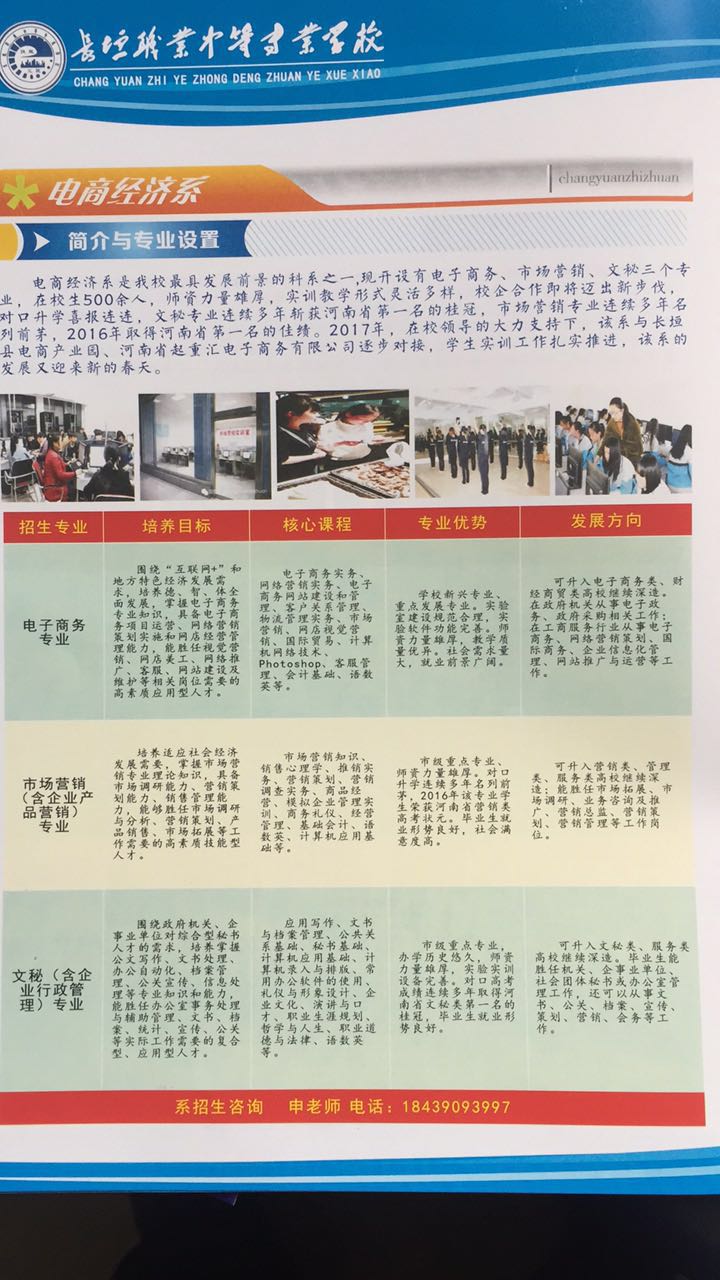 长垣职业中等专业学校
CHANG YUAN ZHI YE ZHONG DENG ZHUAN YE XUE XIAO
电商经济系
changyuanzhizhuan
简介与专业设置
电商经济系是我校最具发展前景的科系之一,现开设有电子商务、市场营销、文秘三个专
业，在校生500余人，师资力量雄厚，实训教学形式灵活多样，校企合作即将迈出新步伐，
对口升学喜报连连，文秘专业连续多年斩获河南省第一名的桂冠，市场营销专业连续多年名
列前茅，2016年取得河南省第一名的佳绩。2017年，在校领导的大力支持下，该系与长垣
县电商产业园、河南省起重汇电子商务有限公司逐步对接，学生实训工作扎实推进，该系的
发展又迎来新的春天。
招生专业
培养目标
核心课程
专业优势
发展方向
电子商务
专业
围绕“互联网+”和
地方特色经济发展需
求，培养德、智、体全
面发展，掌握电子商务
专业知识，具备电子商
务项目运营、网络营销
策划实施和网店经营管
理能力，能胜任视觉营
销、网店美工、网络推
广、客服、网站建设及
维护等相关岗位需要的
高素质应用型人才。
电子商务实务、
网络营销实务、电子
商务网站建设和管
理、客户关系管理、
物流管理实务、市场
营销、网店视觉营
销、国际贸易、计算
机网络技术、
Photoshop、客服管
理、会计基础、语数
英等。
学校新兴专业、
重点发展专业。实验
室建设规范合理，实
验软件功能完善。师
资力量雄厚，教学质
量优异。社会需求量
大，就业前景广阔。
可升入电子商务类、财
经商贸类高校继续深造。
在政府机关从事电子政
务、政府采购相关工作；
在工商服务行业从事电子
商务、网络营销策划、国
际商务、企业信息化管
理、网站推广与运营等工
作。
市场营销
（含企业产
品营销）
专业
培养适应社会经济
发展需要，掌握市场营
销专业理论知识，具备
市场调研能力、营销策
划能力、销售管理能
力，能够胜任市场调研
与分析、营销策划、产
品销售、市场拓展等工
作需要的高素质技能型
人才。
市场营销知识、
销售心理学、推销实
务、营销策划、营销
调查实务、商品经
营、模拟企业管理实
训、商务礼仪、经营
管理、基础会计、语
数英、计算机应用基
础等。
市级重点专业、
师资力量雄厚。对口
升学连续多年名列前
茅，2016年该专业学
生荣获河南省营销类
高考状元。毕业生就
业形势良好，社会满
意度高。
可升入营销类、管理
类、服务类高校继续深
造；能胜任市场拓展、市
场调研、业务咨询及推
广、营销总监、营销策
划、营销管理等工作岗
位。
文秘（含企
业行政管
理）专业
围绕政府机关、企
事业单位对综合型秘书
人才的需求，培养掌握
公文写作、文书处理、
办公自动化、档案管
理、公关宣传、信息处
理等专业知识和能力，
能胜任办公室事务处理
与辅助管理、文书、档
案、统计、宣传、公关
等实际工作需要的复合
型、应用型人才。
应用写作、文书
与档案管理、公共关
系基础、秘书基础、
计算机应用基础、计
算机录入与排版、常
用办公软件的使用、
礼仪与形象设计、企
业文化、演讲与口
才、职业生涯规划、
哲学与人生、职业道
德与法律、语数英
等。
市级重点专业，
办学历史悠久，师资
力量雄厚，实验实训
设备完善。对口高考
成绩连续多年取得河
南省文秘类第一名的
桂冠，毕业生就业形
势良好。
可升入文秘类、服务类
高校继续深造。毕业生能
胜任机关、企事业单位、
社会团体秘书或办公室管
理工作，还可以从事文
书、公关、档案、宣传、
策划、营销、会务等工
作。
系招生咨询 申老师 电话：18439093997